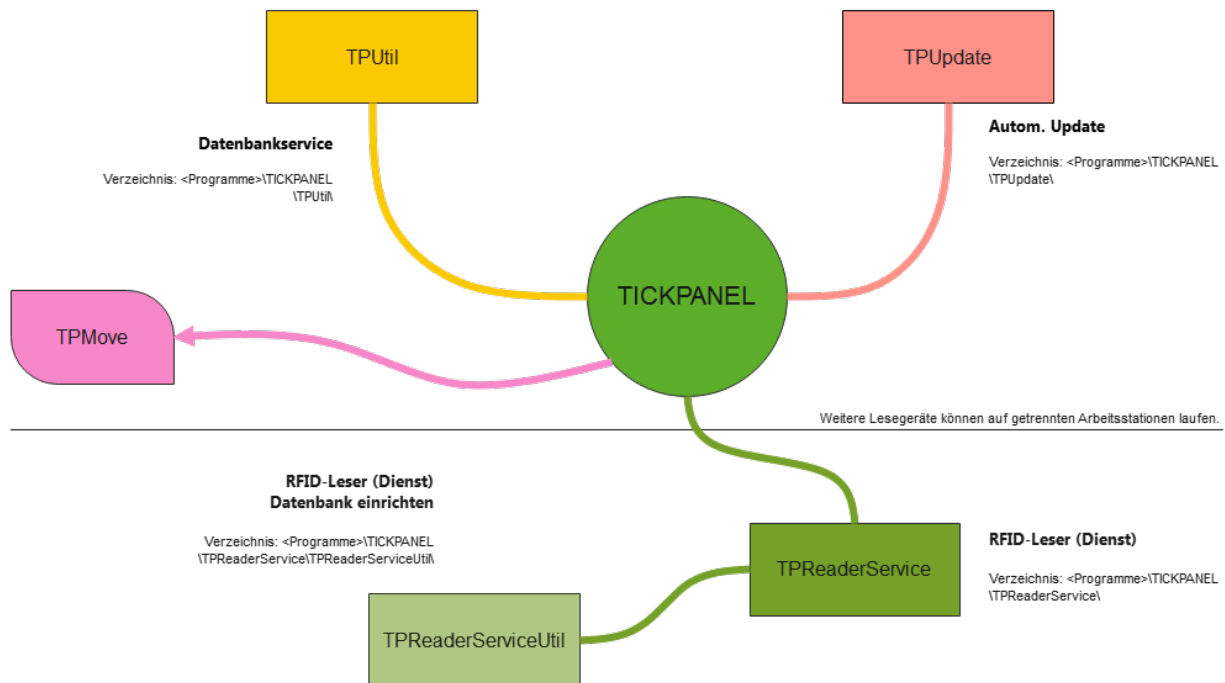 TPUtil
TPUpdate
Datenbankservice
Verzeichnis: <Programme>\TICKPANEL
\TPUtil\
Autom. Update
Verzeichnis: <Programme>\TICKPANEL
\TPUpdate\
TICKPANEL
TPMove
Weitere Lesegeräte können auf getrennten Arbeitsstationen laufen.
RFID-Leser (Dienst)
Datenbank einrichten
Verzeichnis: <Programme>\TICKPANEL
\TPReaderService\TPReaderServiceUtil\
TPReaderService
RFID-Leser (Dienst)
Verzeichnis: <Programme>\TICKPANEL
\TPReaderService\
TPReaderServiceUtil